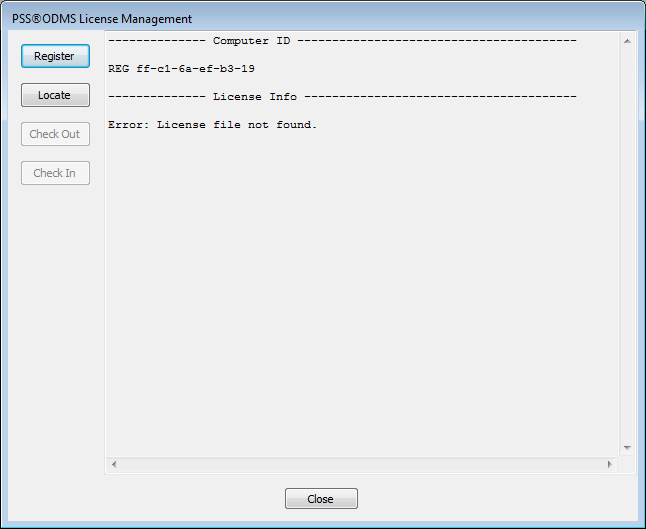 PSS®ODMS License Management
Register
Locate
Check Out
Check In
-------------- Computer ID ----------------------------------------
REG ff-c1-6a-ef-b3-19
-------------- License Info ---------------------------------------
Error: License file not found.
Close